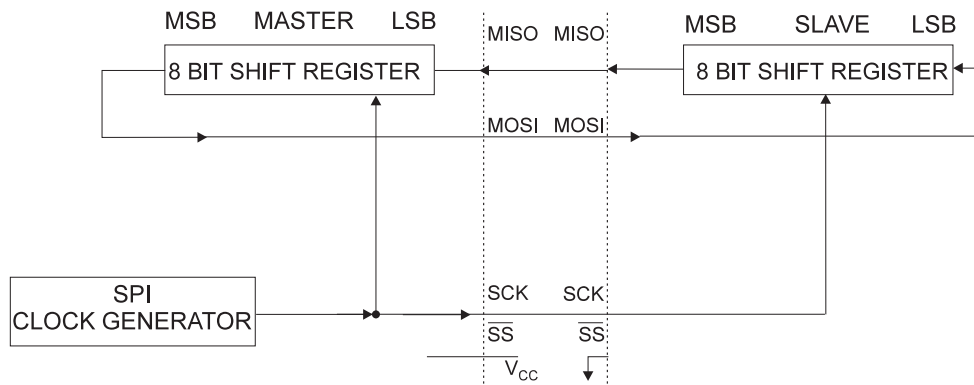 MSB MASTER LSB
MISO MISO
MSB SLAVE LSB
8 BIT SHIFT REGISTER
8 BIT SHIFT REGISTER
MOSI MOSI
SPI
CLOCK GENERATOR
SCK SCK
SS SS
VCC